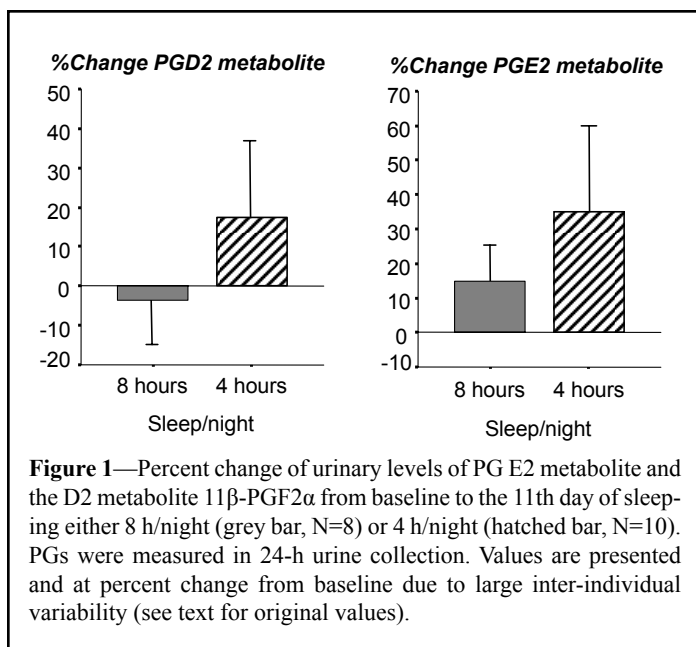 %Change PGD2 metabolite
50
40
30
20
10
0
-10
-20
8 hours 4 hours
Sleep/night
%Change PGE2 metabolite
70
60
50
40
30
20
10
0
-10
8 hours 4 hours
Sleep/night
Figure 1—Percent change of urinary levels of PG E2 metabolite and
the D2 metabolite 11β-PGF2α from baseline to the 11th day of sleep-
ing either 8 h/night (grey bar, N=8) or 4 h/night (hatched bar, N=10).
PGs were measured in 24-h urine collection. Values are presented
and at percent change from baseline due to large inter-individual
variability (see text for original values).